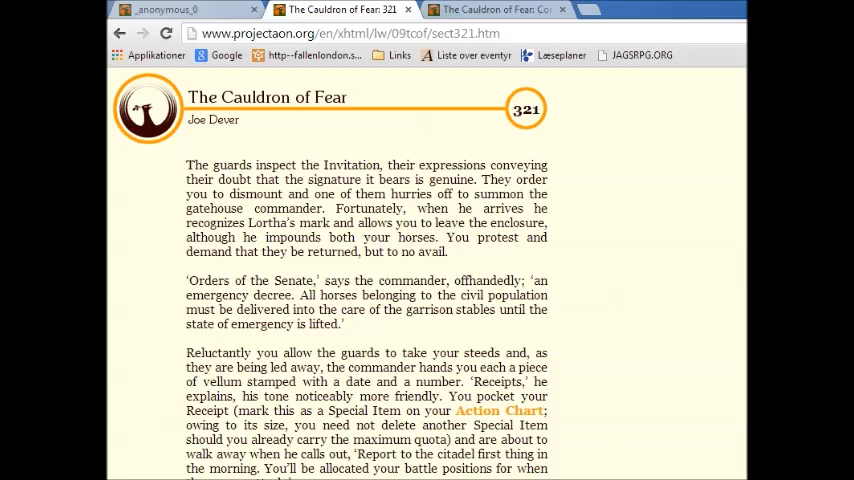 _anonymous_0
The Cauldron of Fear: 321
The Cauldron of Fear: Co
www.projectaon.org/en/xhtml/lw/09tcof/sect321.htm
Applikationer Google http--fallenlondon.s... Links Liste over eventyr Læseplaner JAGSRPG.ORG
The Cauldron of Fear
321
Joe Dever
The guards inspect the Invitation, their expressions conveying
their doubt that the signature it bears is genuine. They order
you to dismount and one of them hurries off to summon the
gatehouse commander. Fortunately, when he arrives he
recognizes Lortha's mark and allows you to leave the enclosure,
although he impounds both your horses. You protest and
demand that they be returned, but to no avail.
‘Orders of the Senate,’ says the commander, offhandedly; ‘an
emergency decree. All horses belonging to the civil population
must be delivered into the care of the garrison stables until the
state of emergency is lifted.’
Reluctantly you allow the guards to take your steeds and, as
they are being led away, the commander hands you each a piece
of vellum stamped with a date and a number. ‘Receipts,’ he
explains, his tone noticeably more friendly. You pocket your
Receipt (mark this as a Special Item on your Action Chart;
owing to its size, you need not delete another Special Item
should you already carry the maximum quota) and are about to
walk away when he calls out, ‘Report to the citadel first thing in
the morning. You'll be allocated your battle positions for when